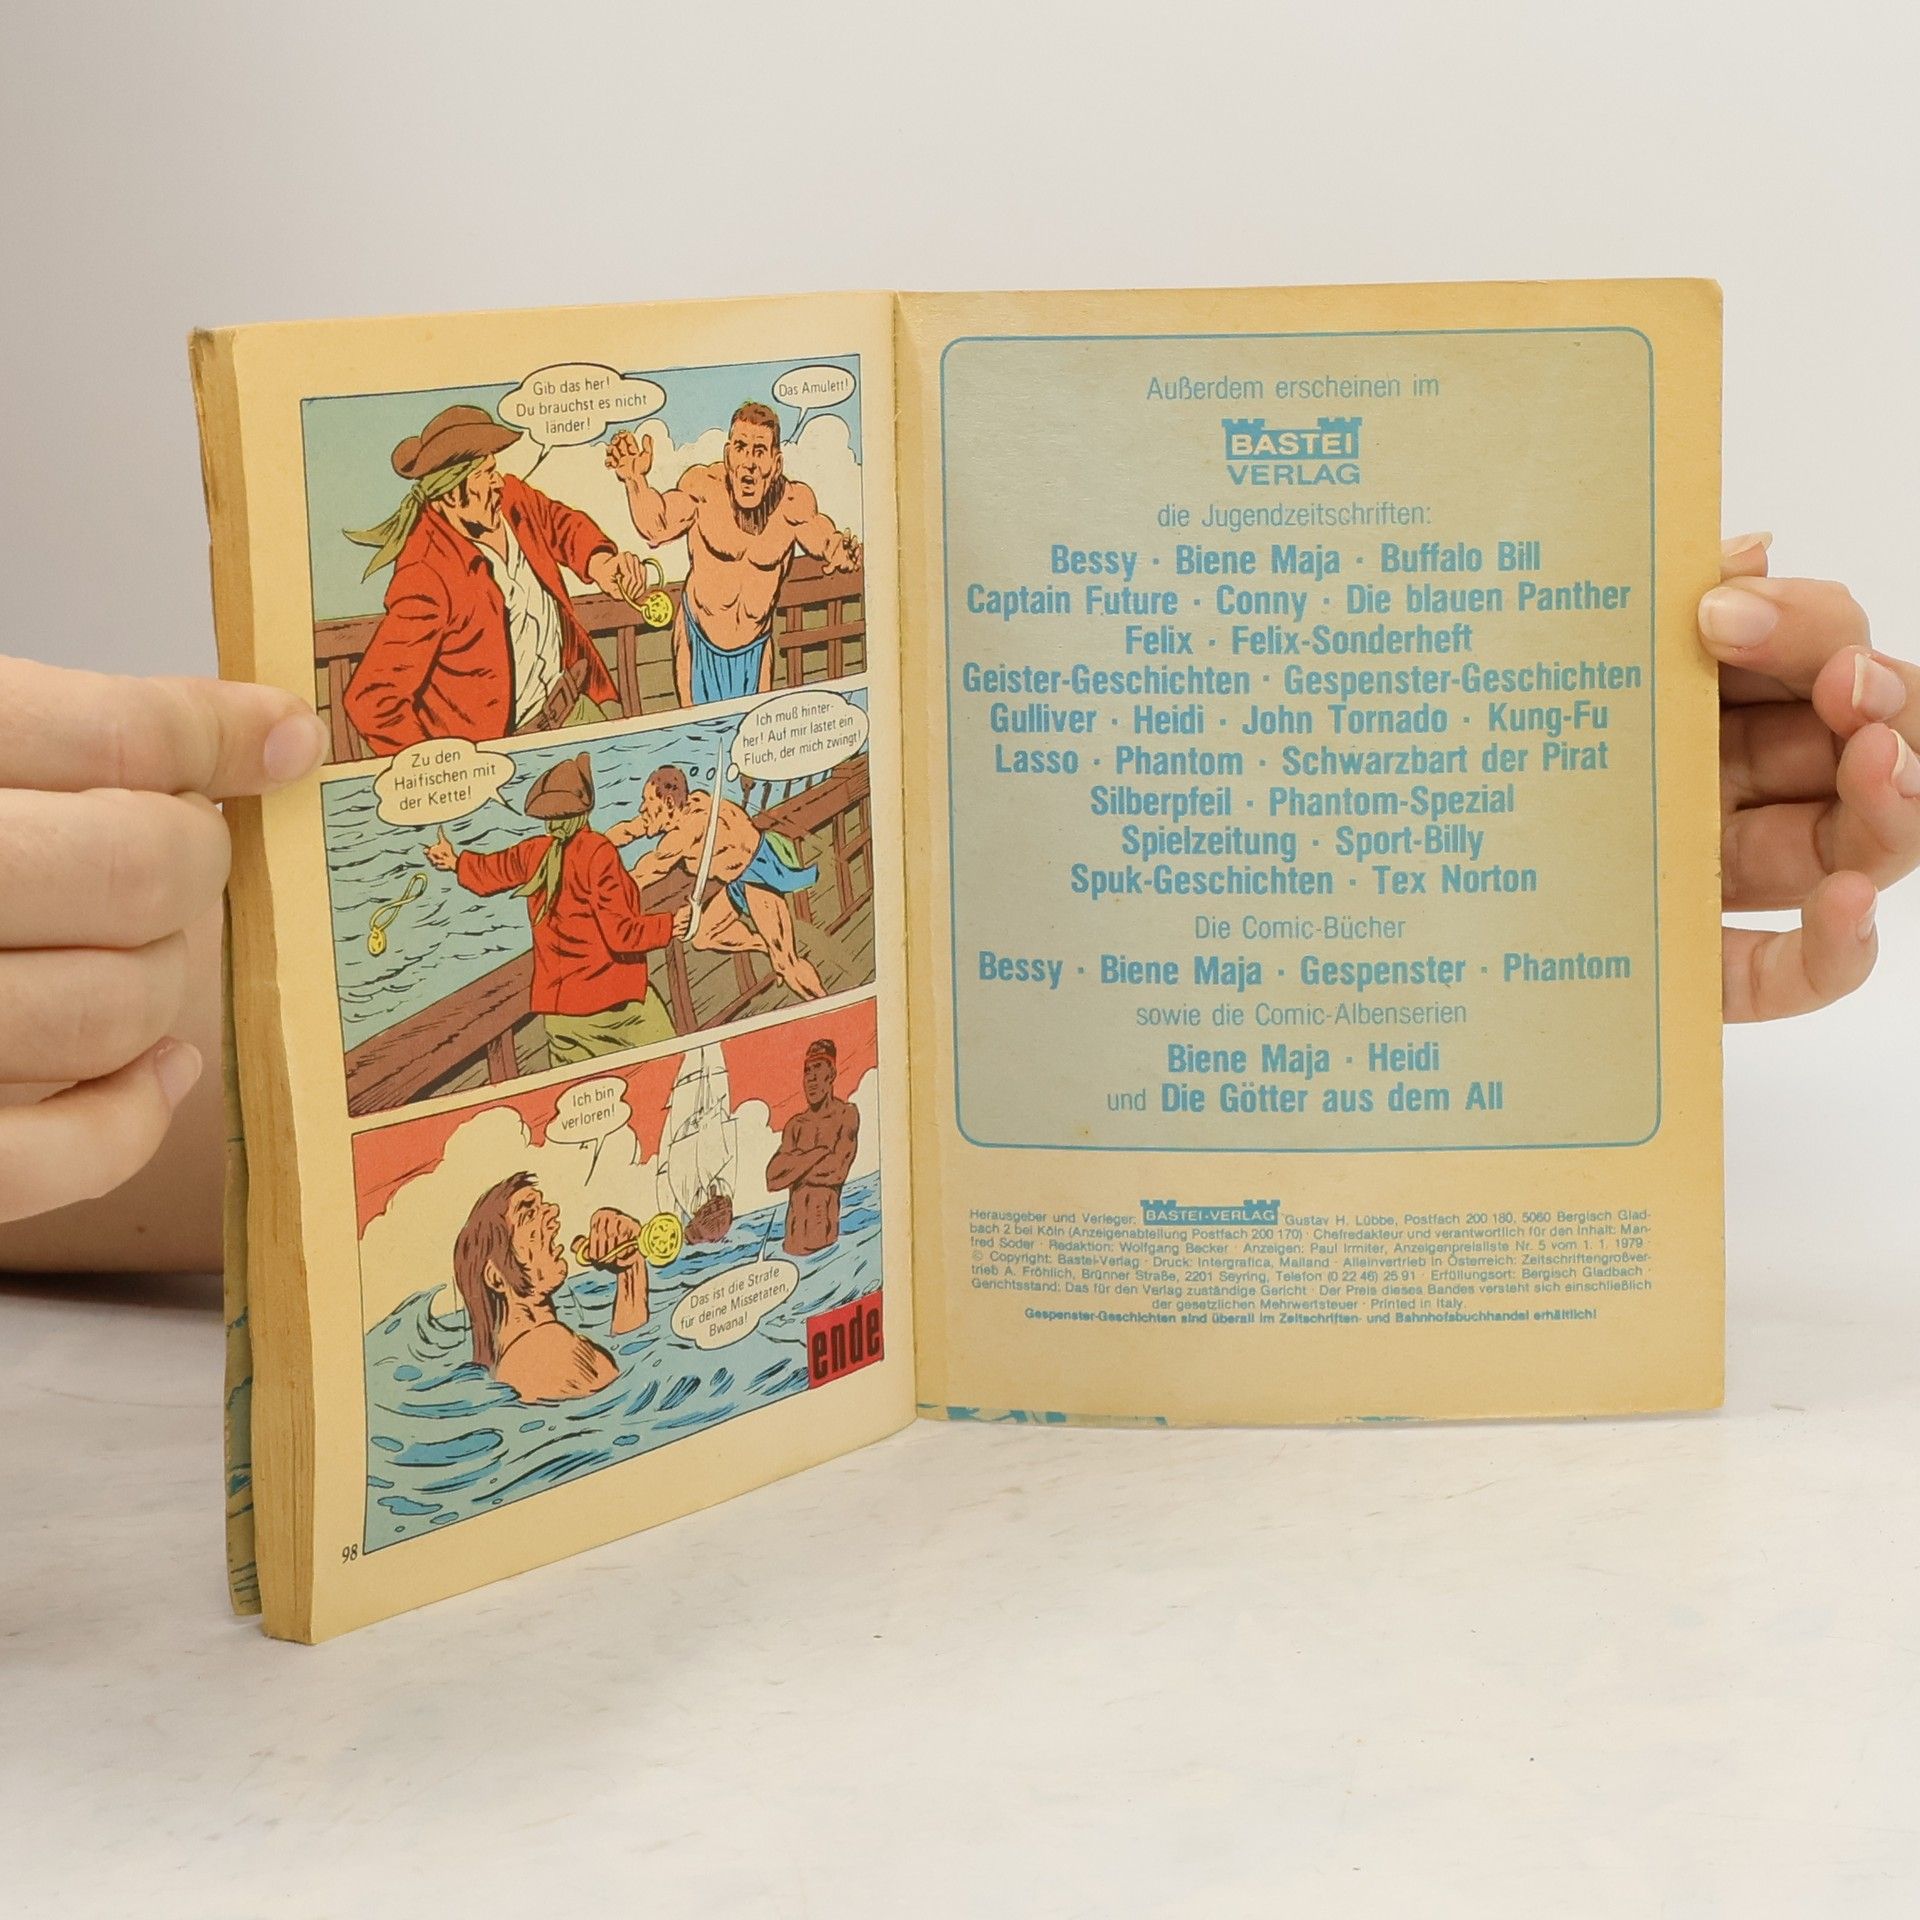 Gib das her!
Du brauchst es nicht
länder!
Das Amulett!
Zu den
Haifischen mit
der Kette!
Ich muß hinter-
her! Auf mir lastet ein
Fluch, der mich zwingt!
Ich bin
verloren!
Das ist die Strafe
für deine Missetaten,
Bwana!
ende
98
Außerdem erscheinen im
BASTEI
VERLAG
die Jugendzeitschriften:
Bessy · Biene Maja · Buffalo Bill
Captain Future · Conny · Die blauen Panther
Felix · Felix-Sonderheft
Geister-Geschichten · Gespenster-Geschichten
Gulliver · Heidi · John Tornado · Kung-Fu
Lasso · Phantom · Schwarzbart der Pirat
Silberpfeil · Phantom-Spezial
Spielzeitung · Sport-Billy
Spuk-Geschichten · Tex Norton
Die Comic-Bücher
Bessy · Biene Maja · Gespenster · Phantom
sowie die Comic-Albenserien
Biene Maja · Heidi
und Die Götter aus dem All
Herausgeber und Verleger: BASTEI-VERLAG Gustav H. Lübbe, Postfach 200 180, 5060 Bergisch Glad-
bach 2 bei Köln (Anzeigenabteilung Postfach 200 170) · Chefredakteur und verantwortlich für den Inhalt: Man-
fred Soder · Redaktion: Wolfgang Becker · Anzeigen: Paul Irmiter, Anzeigenpreisliste Nr. 5 vom 1. 1. 1979 ·
© Copyright: Bastei-Verlag · Druck: Intergrafica, Mailand · Alleinvertrieb in Österreich: Zeitschriftengroßver-
trieb A. Fröhlich, Brünner Straße, 2201 Seyring, Telefon (0 22 46) 25 91 · Erfüllungsort: Bergisch Gladbach ·
Gerichtsstand: Das für den Verlag zuständige Gericht · Der Preis dieses Bandes versteht sich einschließlich
der gesetzlichen Mehrwertsteuer · Printed in Italy.
Gespenster-Geschichten sind überall im Zeitschriften- und Bahnhofsbuchhandel erhältlich!